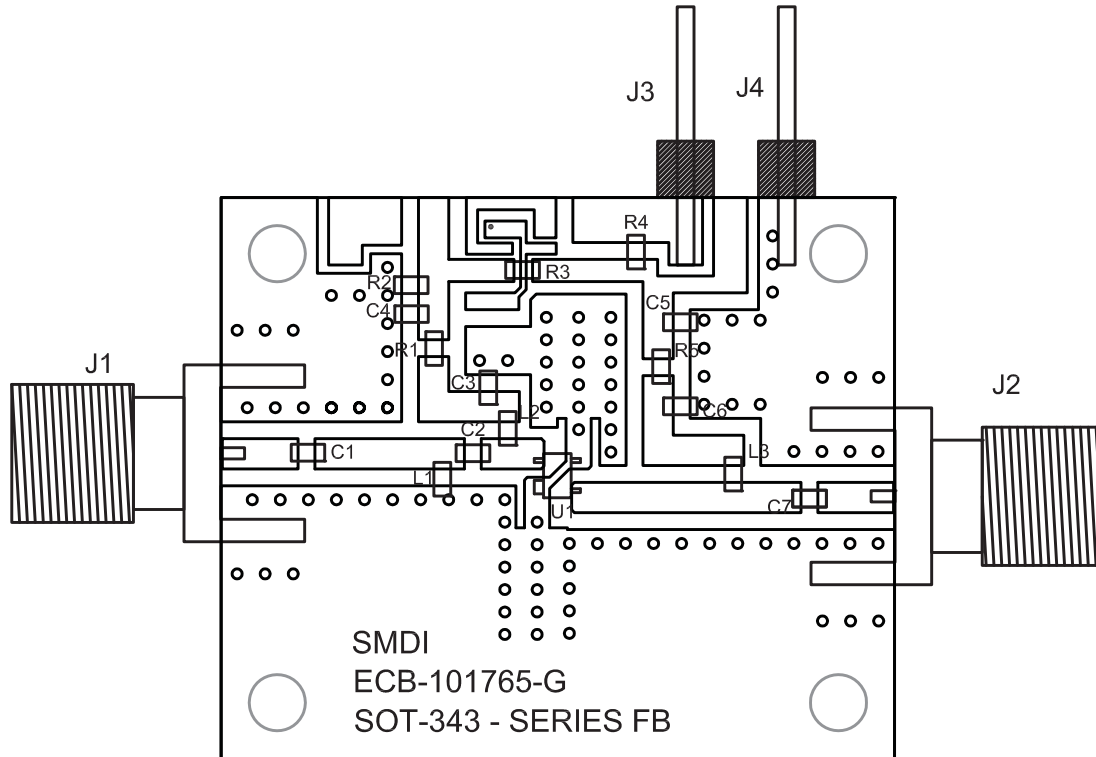 J3
J4
R4
R3
R2
C4
C5
R1
R5
J1
C3
J2
C6
L2
C2
C1
L3
L1
C7
U1
SMDI
ECB-101765-G
SOT-343 - SERIES FB